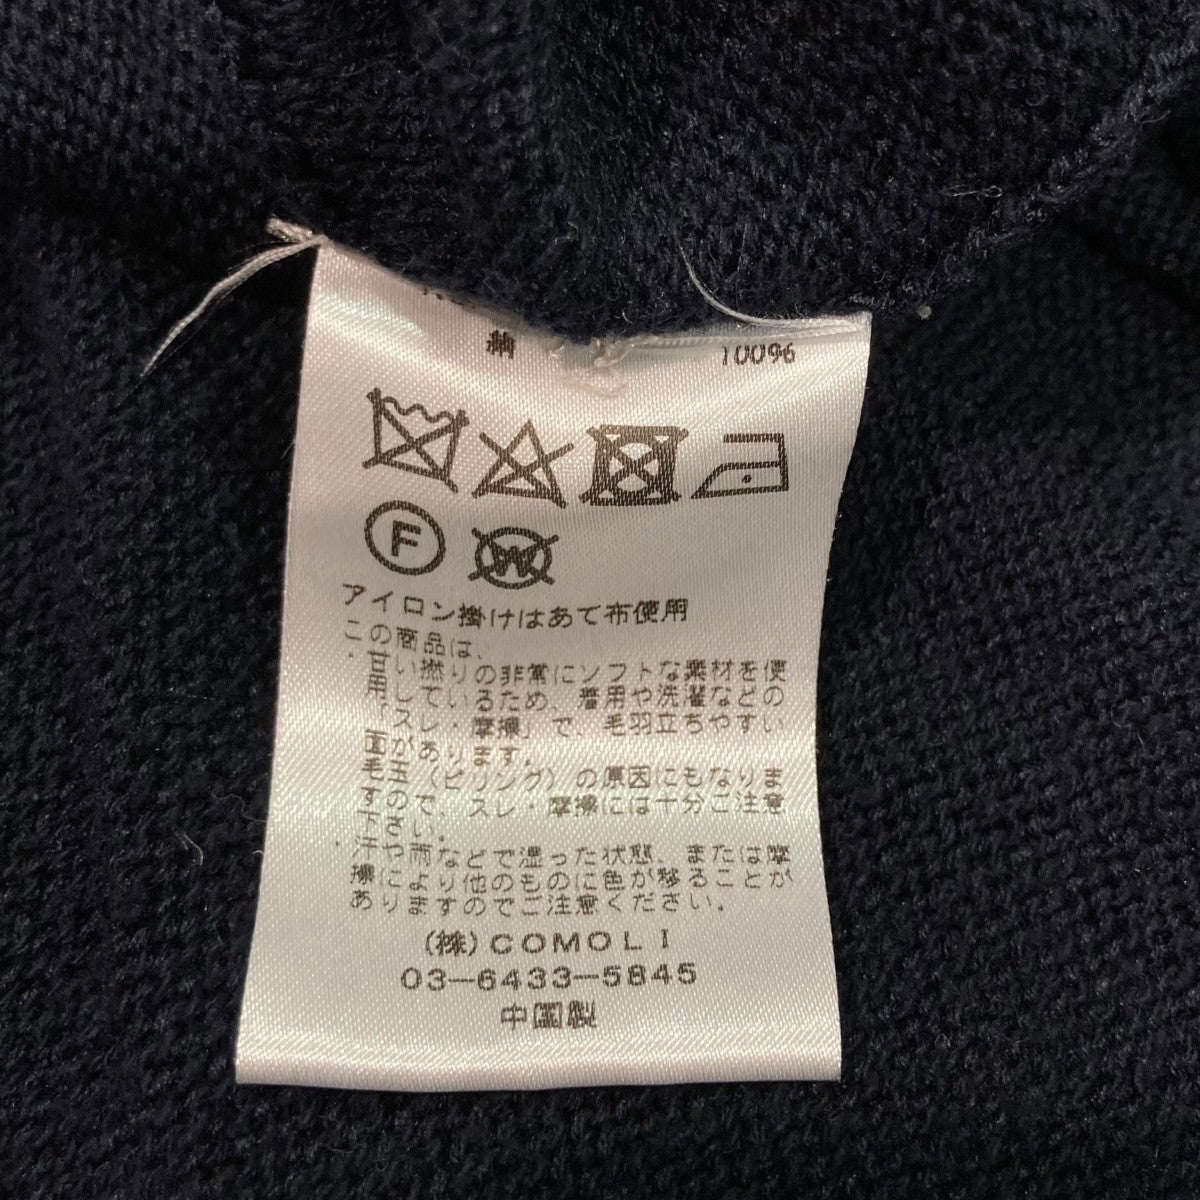 100%
F
W
アイロン掛けはあて布使用
この商品は、
・甘い撚りの非常にソフトな素材を使
用しているため、着用や洗濯などの
「スレ・摩擦」で、毛羽立ちやすい
面があります。
毛玉（ピリング）の原因にもなりま
すので、スレ・摩擦には十分ご注意
下さい。
・汗や雨などで湿った状態、または摩
擦により他のものに色が移ることが
ありますのでご注意ください。
(株)COMOLI
03-6433-5845
中国製